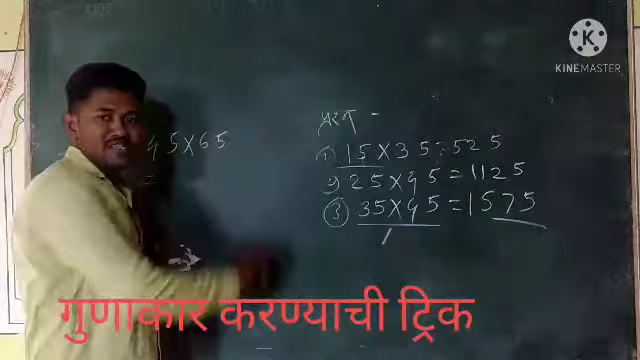 KINEMASTER
45X65
=
प्रश्न -
① 15X35=525
2) 25X45=1125
③ 35X45=1575
गुणाकार करण्याची ट्रिक